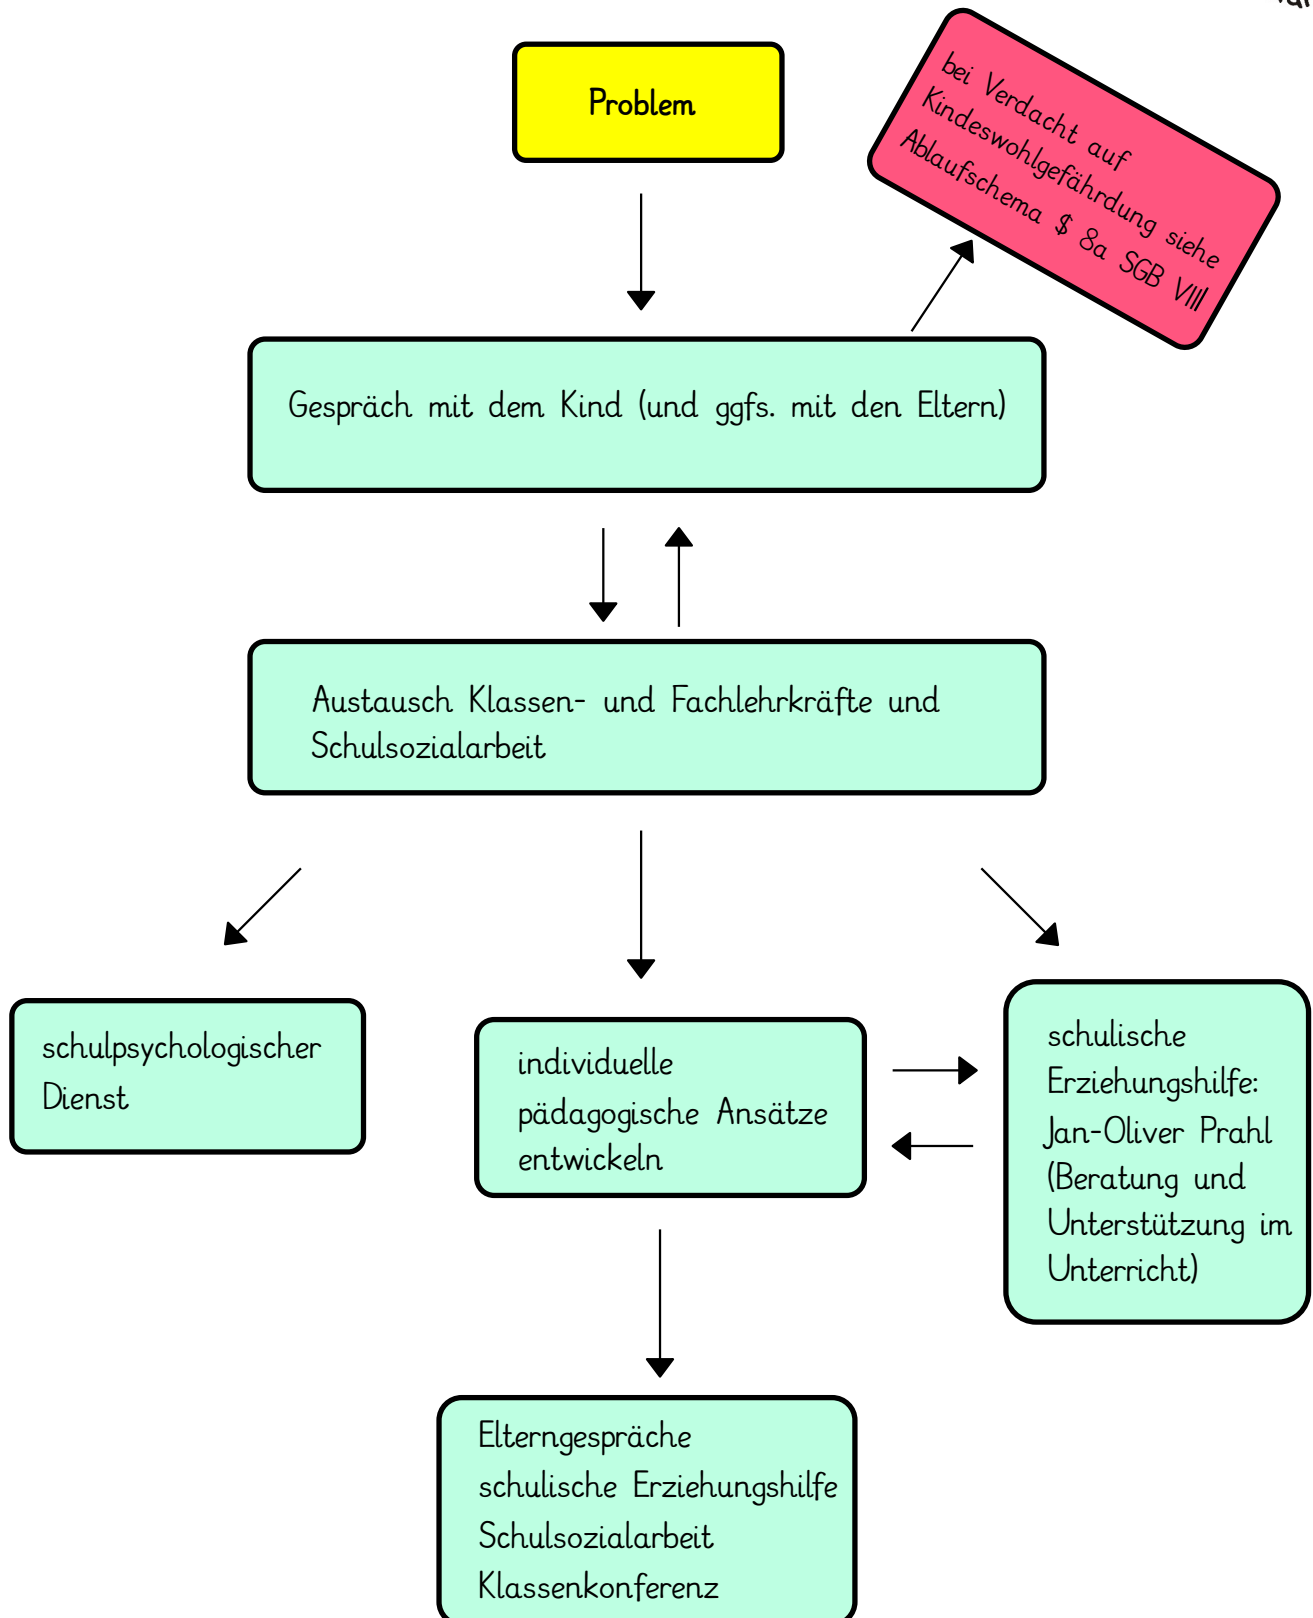 Problem
bei Verdacht auf
Kindeswohlgefährdung siehe
Ablaufschema $ 8a SGB VIII
Gespräch mit dem Kind (und ggfs. mit den Eltern)
Austausch Klassen- und Fachlehrkräfte und
Schulsozialarbeit
schulpsychologischer
Dienst
individuelle
pädagogische Ansätze
entwickeln
schulische
Erziehungshilfe:
Jan-Oliver Prahl
(Beratung und
Unterstützung im
Unterricht)
Elterngespräche
schulische Erziehungshilfe
Schulsozialarbeit
Klassenkonferenz